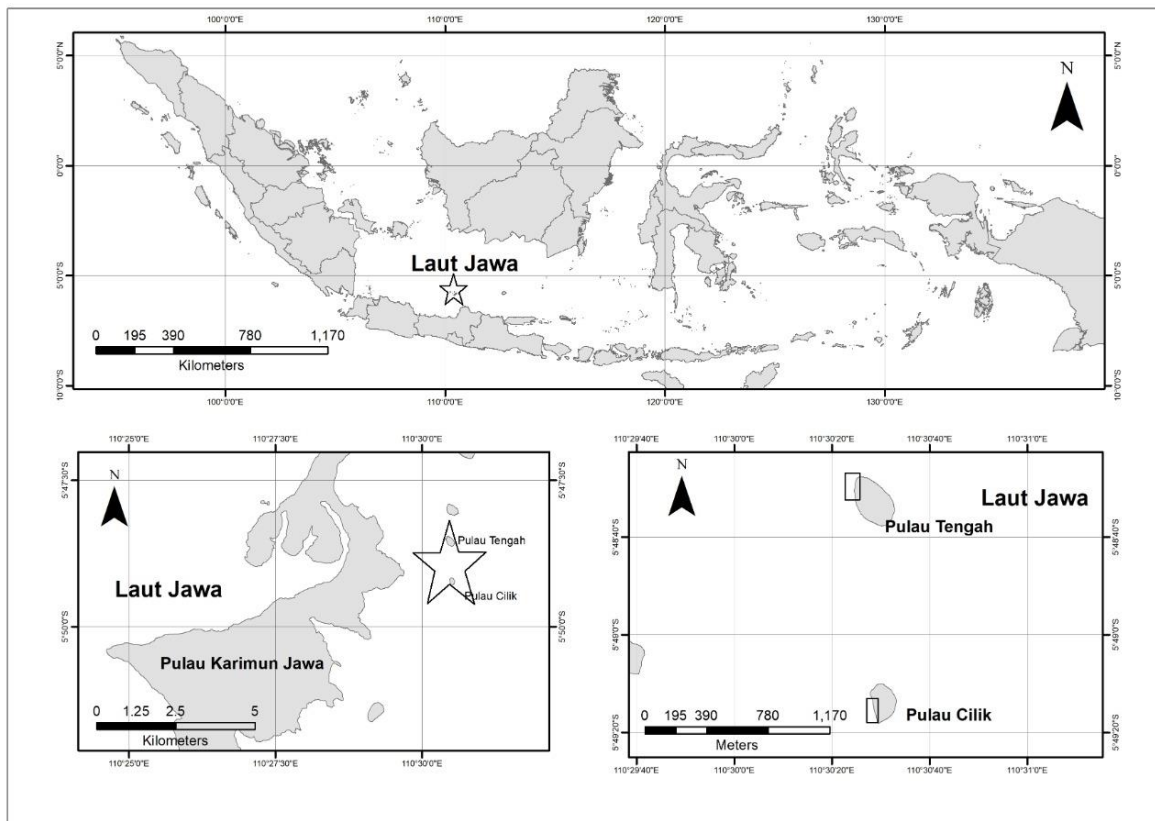 100°0'0"E 110°0'0"E 120°0'0"E 130°0'0"E
5°0'0"N
5°0'0"N
N
0°0'0"
0°0'0"
Laut Jawa
5°0'0"S
5°0'0"S
0 195 390 780 1,170
Kilometers
10°0'0"S
10°0'0"S
100°0'0"E 110°0'0"E 120°0'0"E 130°0'0"E
110°25'0"E 110°27'30"E 110°30'0"E
5°47'30"S
5°47'30"S
N
Pulau Tengah
Laut Jawa
Pulau Cilik
5°50'0"S
5°50'0"S
Pulau Karimun Jawa
0 1.25 2.5 5
Kilometers
110°25'0"E 110°27'30"E 110°30'0"E
110°29'40"E 110°30'0"E 110°30'20"E 110°30'40"E 110°31'0"E
N
Laut Jawa
Pulau Tengah
5°48'40"S
5°48'40"S
5°49'0"S
5°49'0"S
0 195 390 780 1,170
Meters
Pulau Cilik
5°49'20"S
5°49'20"S
110°29'40"E 110°30'0"E 110°30'20"E 110°30'40"E 110°31'0"E